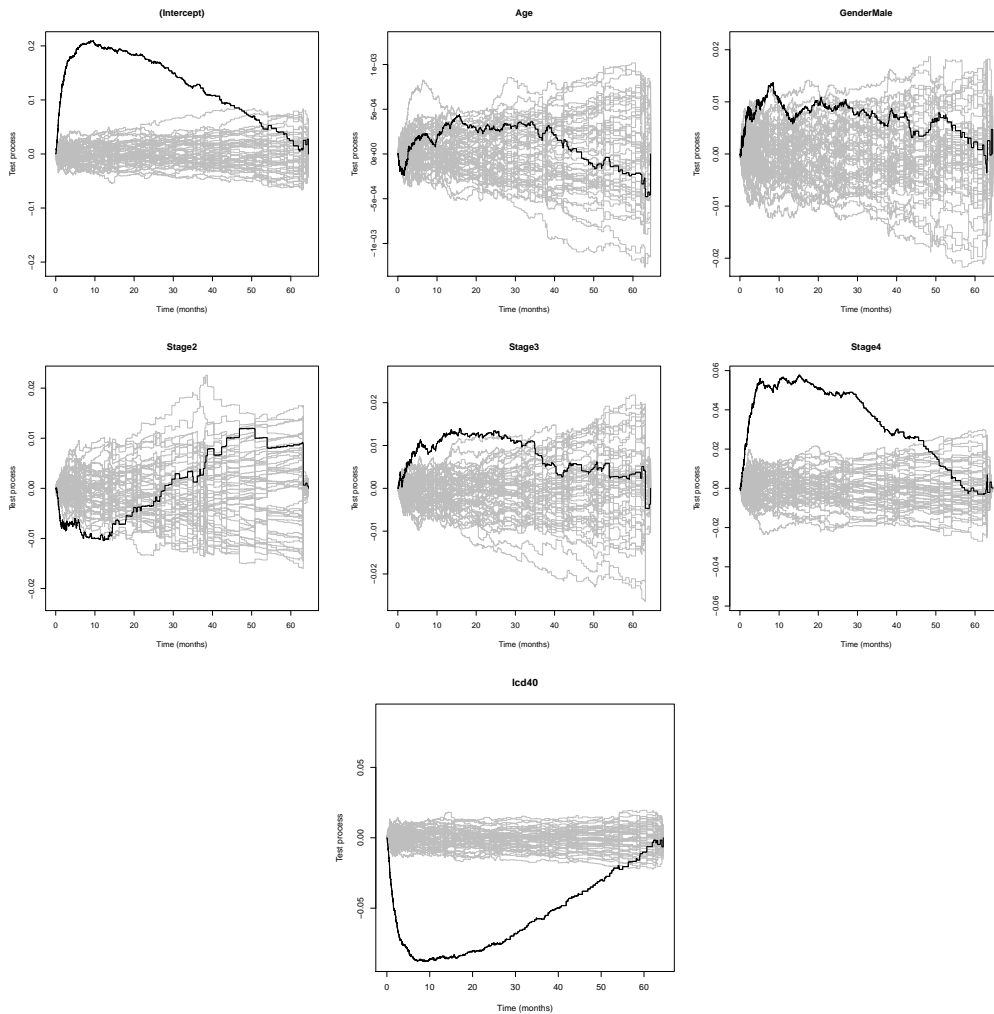 (Intercept)
Age
GenderMale
Test process
0.2
0.1
0.0
−0.1
−0.2
0 10 20 30 40 50 60
Time (months)
Test process
1e−03
5e−04
0e+00
−5e−04
−1e−03
0 10 20 30 40 50 60
Time (months)
Test process
0.02
0.01
0.00
−0.01
−0.02
0 10 20 30 40 50 60
Time (months)
Stage2
Stage3
Stage4
Test process
0.02
0.01
0.00
−0.01
−0.02
0 10 20 30 40 50 60
Time (months)
Test process
0.02
0.01
0.00
−0.01
−0.02
0 10 20 30 40 50 60
Time (months)
Test process
0.06
0.04
0.02
0.00
−0.02
−0.04
−0.06
0 10 20 30 40 50 60
Time (months)
lcd40
Test process
0.05
0.00
−0.05
0 10 20 30 40 50 60
Time (months)